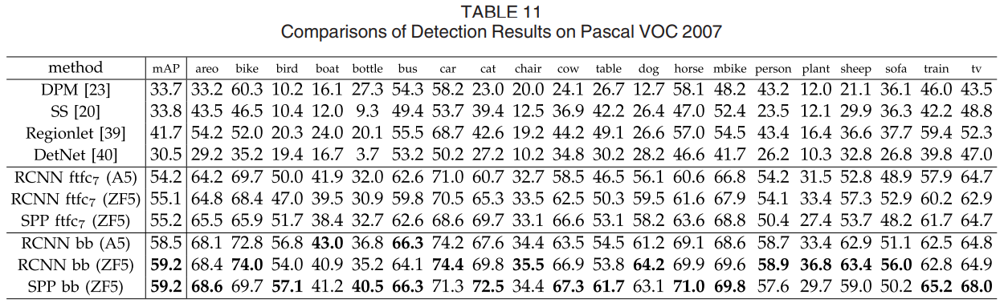 TABLE 11
Comparisons of Detection Results on Pascal VOC 2007
method mAP areo bike bird boat bottle bus car cat chair cow table dog horse mbike person plant sheep sofa train tv
DPM [23] 33.7 33.2 60.3 10.2 16.1 27.3 54.3 58.2 23.0 20.0 24.1 26.7 12.7 58.1 48.2 43.2 12.0 21.1 36.1 46.0 43.5
SS [20] 33.8 43.5 46.5 10.4 12.0 9.3 49.4 53.7 39.4 12.5 36.9 42.2 26.4 47.0 52.4 23.5 12.1 29.9 36.3 42.2 48.8
Regionlet [39] 41.7 54.2 52.0 20.3 24.0 20.1 55.5 68.7 42.6 19.2 44.2 49.1 26.6 57.0 54.5 43.4 16.4 36.6 37.7 59.4 52.3
DetNet [40] 30.5 29.2 35.2 19.4 16.7 3.7 53.2 50.2 27.2 10.2 34.8 30.2 28.2 46.6 41.7 26.2 10.3 32.8 26.8 39.8 47.0
RCNN ftfc₇ (A5) 54.2 64.2 69.7 50.0 41.9 32.0 62.6 71.0 60.7 32.7 58.5 46.5 56.1 60.6 66.8 54.2 31.5 52.8 48.9 57.9 64.7
RCNN ftfc₇ (ZF5) 55.1 64.8 68.4 47.0 39.5 30.9 59.8 70.5 65.3 33.5 62.5 50.3 59.5 61.6 67.9 54.1 33.4 57.3 52.9 60.2 62.9
SPP ftfc₇ (ZF5) 55.2 65.5 65.9 51.7 38.4 32.7 62.6 68.6 69.7 33.1 66.6 53.1 58.2 63.6 68.8 50.4 27.4 53.7 48.2 61.7 64.7
RCNN bb (A5) 58.5 68.1 72.8 56.8 43.0 36.8 66.3 74.2 67.6 34.4 63.5 54.5 61.2 69.1 68.6 58.7 33.4 62.9 51.1 62.5 64.8
RCNN bb (ZF5) 59.2 68.4 74.0 54.0 40.9 35.2 64.1 74.4 69.8 35.5 66.9 53.8 64.2 69.9 69.6 58.9 36.8 63.4 56.0 62.8 64.9
SPP bb (ZF5) 59.2 68.6 69.7 57.1 41.2 40.5 66.3 71.3 72.5 34.4 67.3 61.7 63.1 71.0 69.8 57.6 29.7 59.0 50.2 65.2 68.0